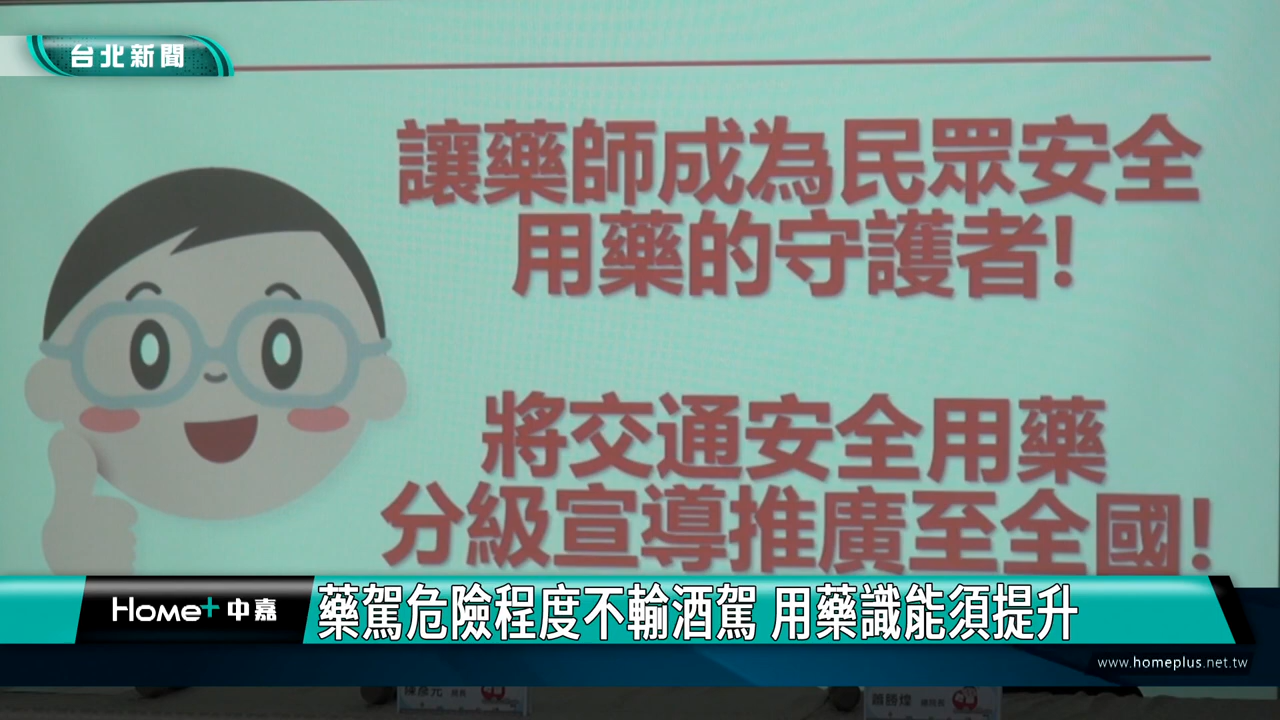 台北新聞
讓藥師成為民眾安全
用藥的守護者!
將交通安全用藥
分級宣導推廣至全國!
Home+中嘉
藥駕危險程度不輸酒駕 用藥識能須提升
www.homeplus.net.tw
陳彥元